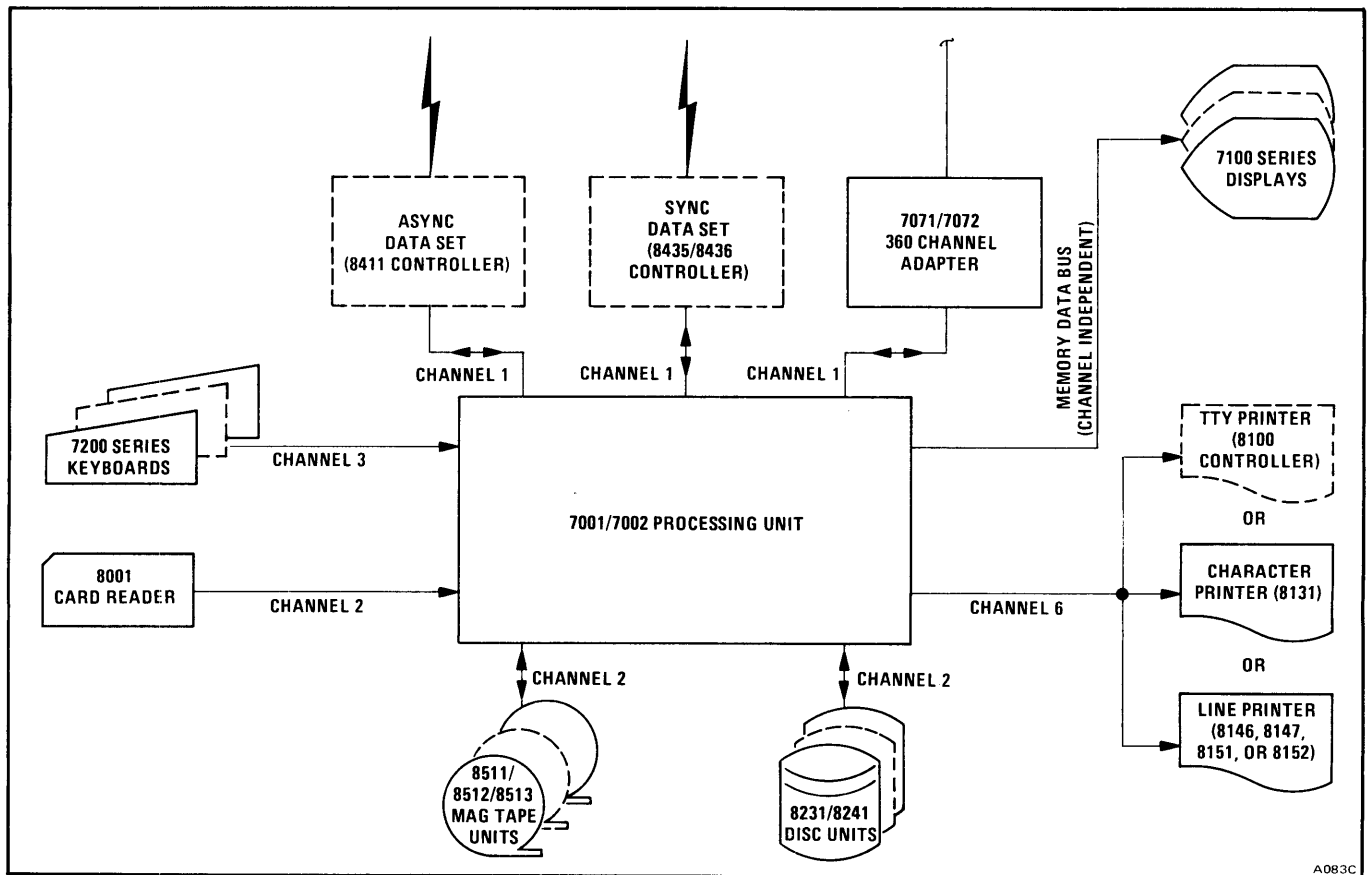 ASYNC
DATA SET
(8411 CONTROLLER)
SYNC
DATA SET
(8435/8436
CONTROLLER)
7071/7072
360 CHANNEL
ADAPTER
7100 SERIES
DISPLAYS
MEMORY DATA BUS
(CHANNEL INDEPENDENT)
CHANNEL 1
CHANNEL 1
CHANNEL 1
7200 SERIES
KEYBOARDS
CHANNEL 3
TTY PRINTER
(8100
CONTROLLER)
OR
7001/7002 PROCESSING UNIT
8001
CARD READER
CHANNEL 2
CHANNEL 6
CHARACTER
PRINTER (8131)
OR
CHANNEL 2
CHANNEL 2
LINE PRINTER
(8146, 8147,
8151, OR 8152)
8511/
8512/8513
MAG TAPE
UNITS
8231/8241
DISC UNITS
A083C